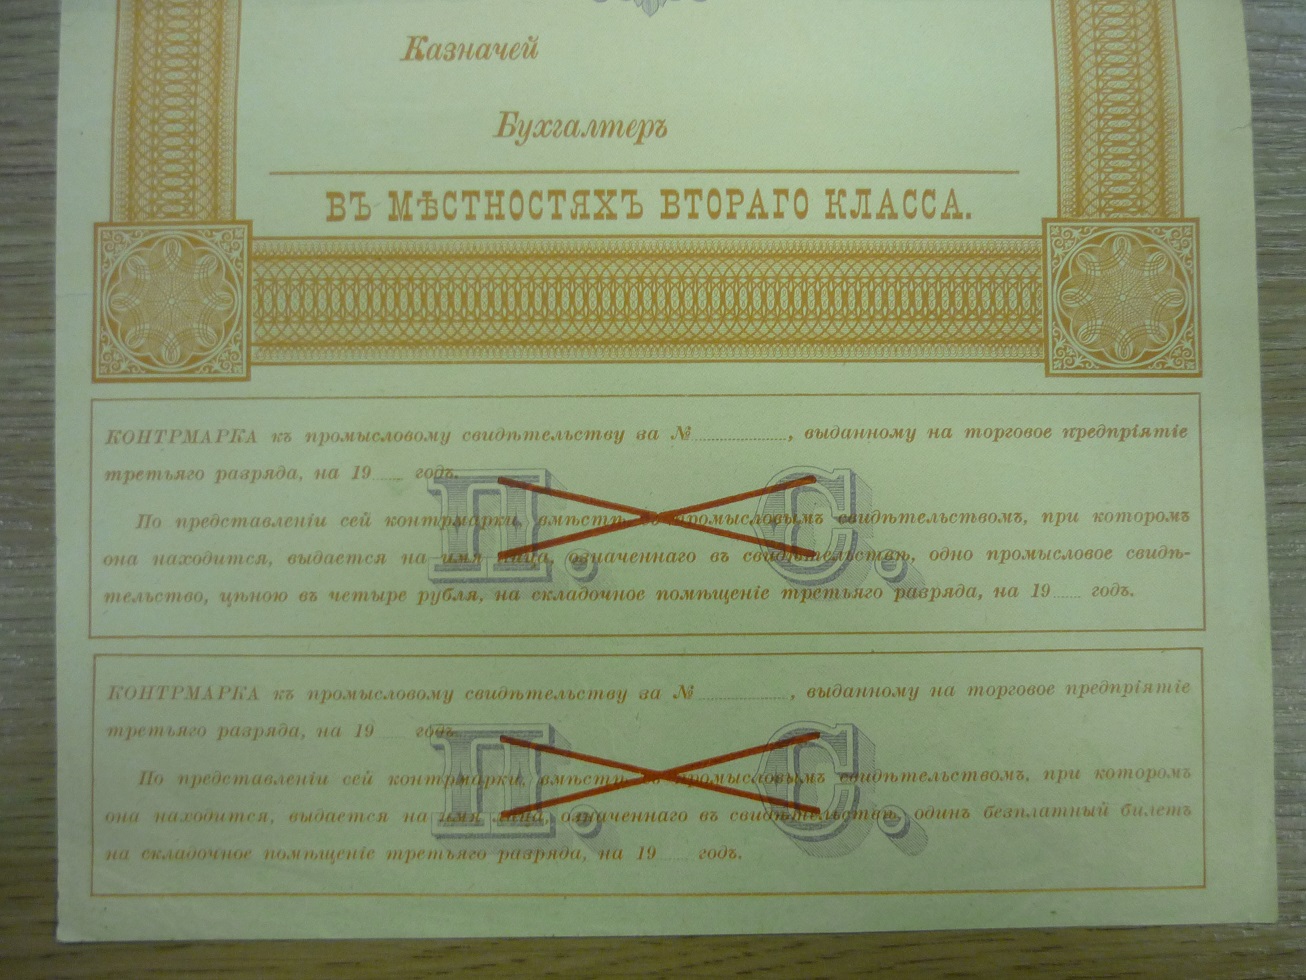 Казначей
Бухгалтеръ
ВЪ МѢСТНОСТЯХЪ ВТОРАГО КЛАССА.
КОНТРМАРКА къ промысловому свидѣтельству за №..............., выданному на торговое кредпріятіе
третьяго разряда, на 19...... годъ.
По представленіи сей контрмарки, вмѣстѣ съ промысловымъ свидѣтельствомъ, при которомъ
она находится, выдается на имя лица, означеннаго въ свидѣтельствѣ, одно промысловое свидѣ-
тельство, цѣною въ четыре рубля, на складочное помѣщеніе третьяго разряда, на 19...... годъ.
П. С.
КОНТРМАРКА къ промысловому свидѣтельству за №..............., выданному на торговое предпріятіе
третьяго разряда, на 19...... годъ.
По представленіи сей контрмарки, вмѣстѣ съ промысловымъ свидѣтельствомъ, при которомъ
она находится, выдается на имя лица, означеннаго въ свидѣтельствѣ, одинъ безплатный билетъ
на складочное помѣщеніе третьяго разряда, на 19...... годъ.
П. С.